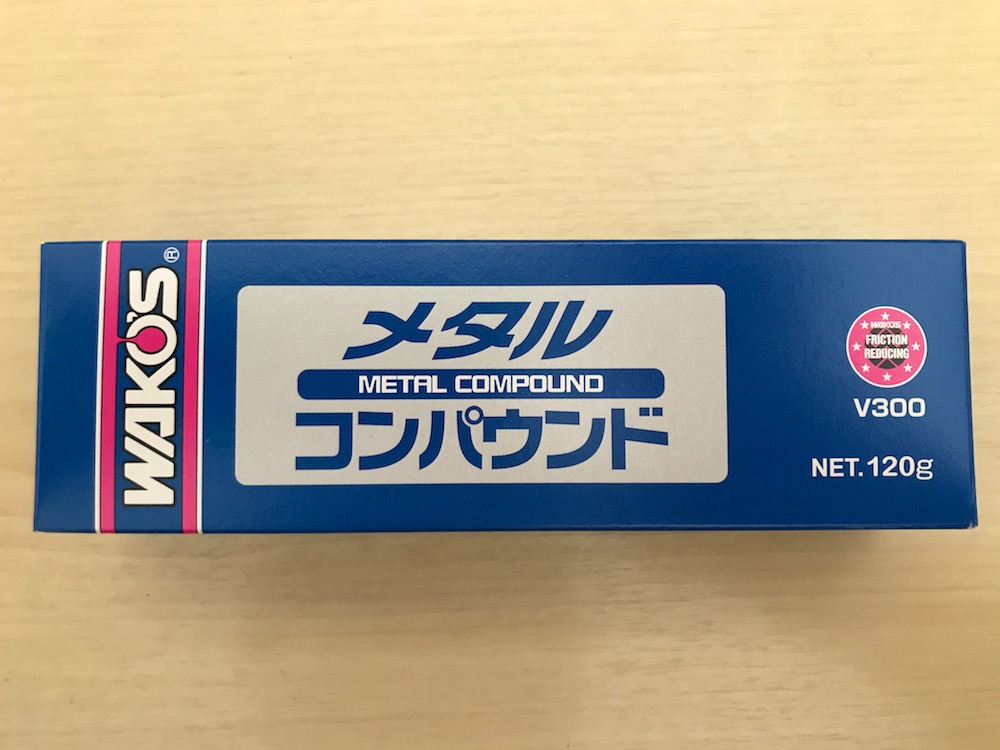 WAKO'S®
メタル
METAL COMPOUND
コンパウンド
WAKO'S
FRICTION
REDUCING
V300
NET.120g